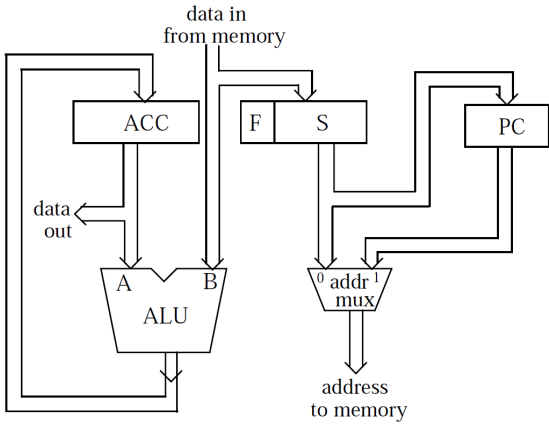 data in
from memory
ACC
F
S
PC
data
out
A
B
ALU
0 addr 1
mux
address
to memory